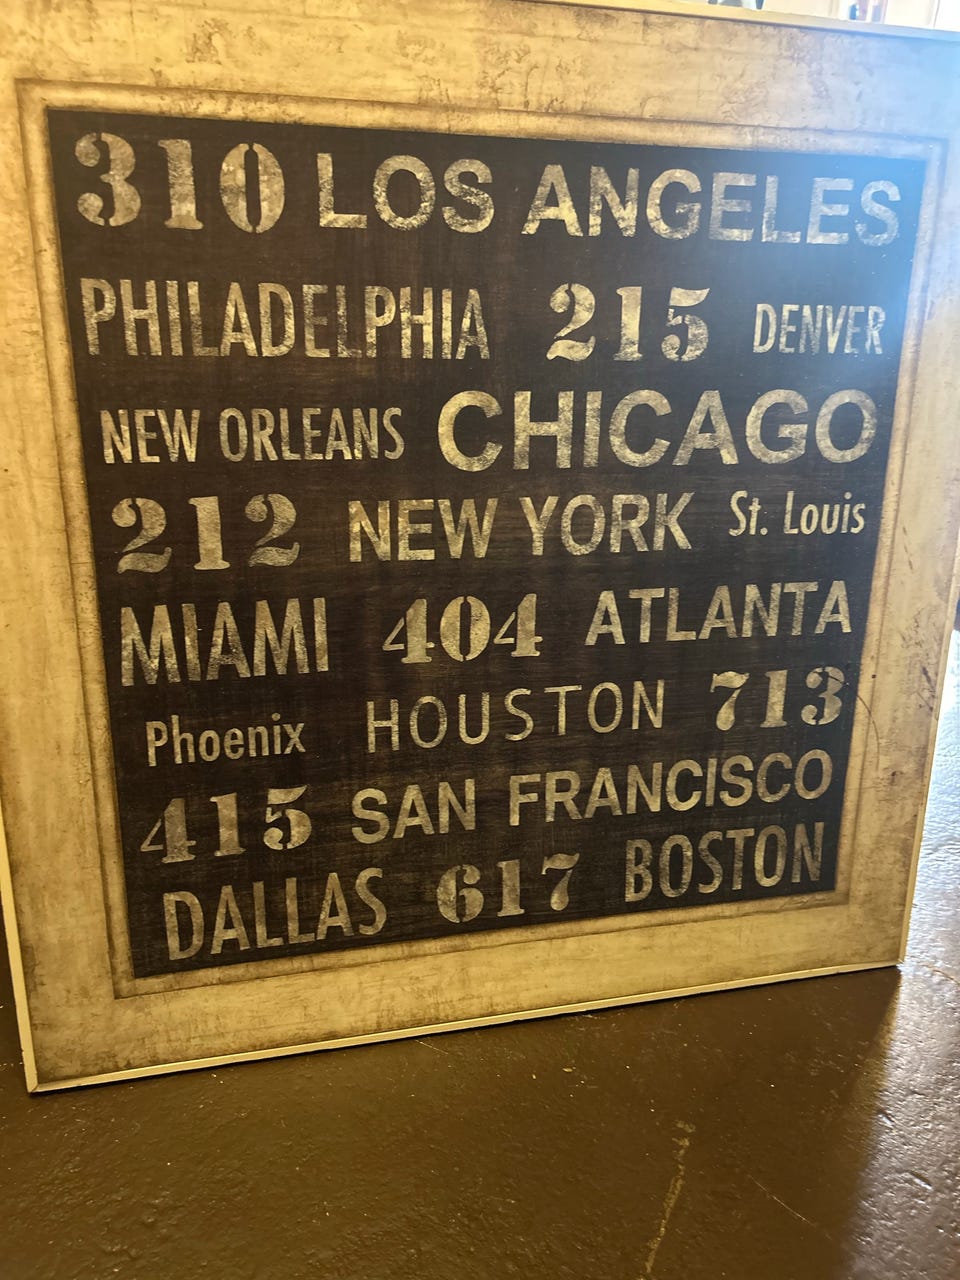 310 LOS ANGELES
PHILADELPHIA 215 DENVER
NEW ORLEANS CHICAGO
212 NEW YORK St. Louis
MIAMI 404 ATLANTA
Phoenix HOUSTON 713
415 SAN FRANCISCO
DALLAS 617 BOSTON